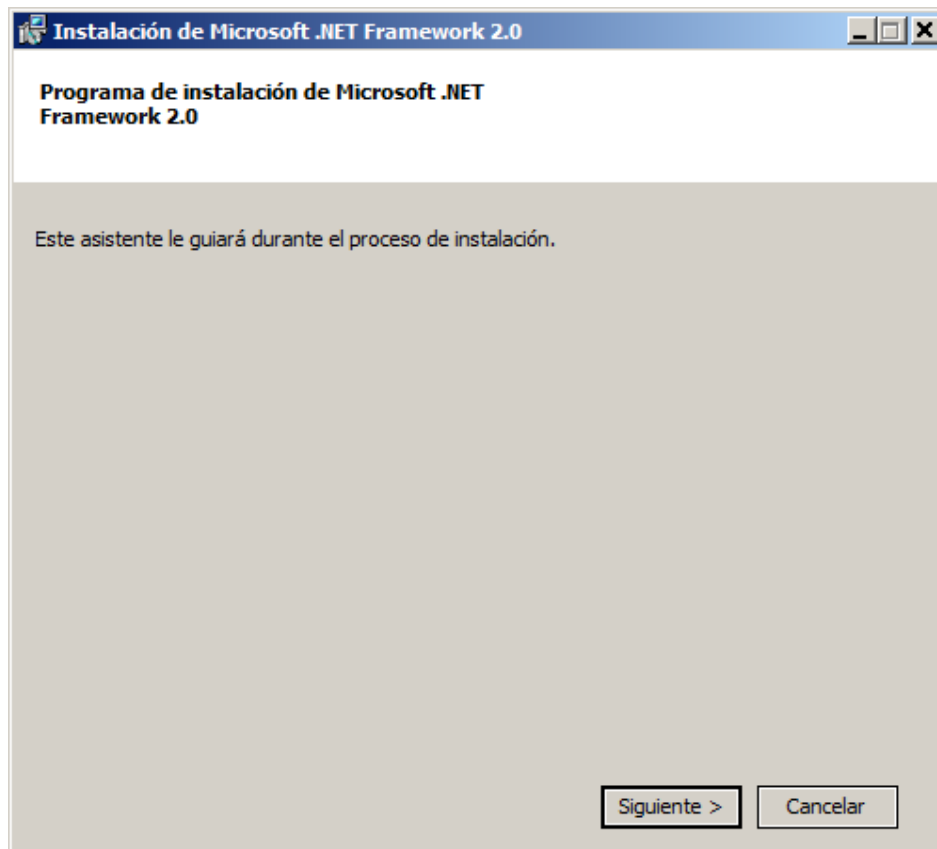 Instalación de Microsoft .NET Framework 2.0
Programa de instalación de Microsoft .NET
Framework 2.0
Este asistente le guiará durante el proceso de instalación.
Siguiente >
Cancelar